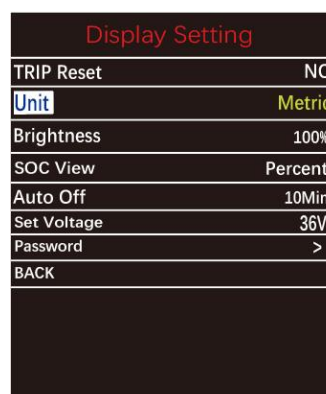 Display Setting
TRIP Reset NO
Unit Metric
Brightness 100%
SOC View Percent
Auto Off 10Min
Set Voltage 36V
Password >
BACK